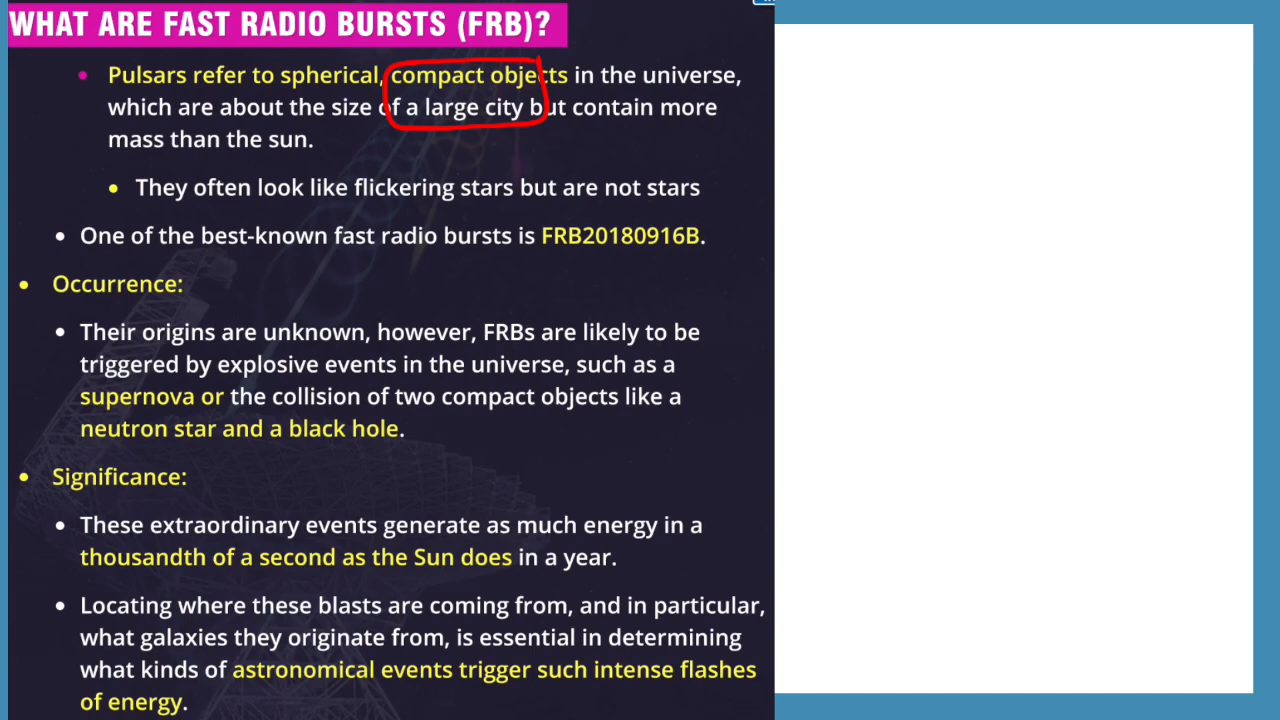 WHAT ARE FAST RADIO BURSTS (FRB)?
• Pulsars refer to spherical, compact objects in the universe,
which are about the size of a large city but contain more
mass than the sun.
• They often look like flickering stars but are not stars
• One of the best-known fast radio bursts is FRB20180916B.
• Occurrence:
• Their origins are unknown, however, FRBs are likely to be
triggered by explosive events in the universe, such as a
supernova or the collision of two compact objects like a
neutron star and a black hole.
• Significance:
• These extraordinary events generate as much energy in a
thousandth of a second as the Sun does in a year.
• Locating where these blasts are coming from, and in particular,
what galaxies they originate from, is essential in determining
what kinds of astronomical events trigger such intense flashes
of energy.